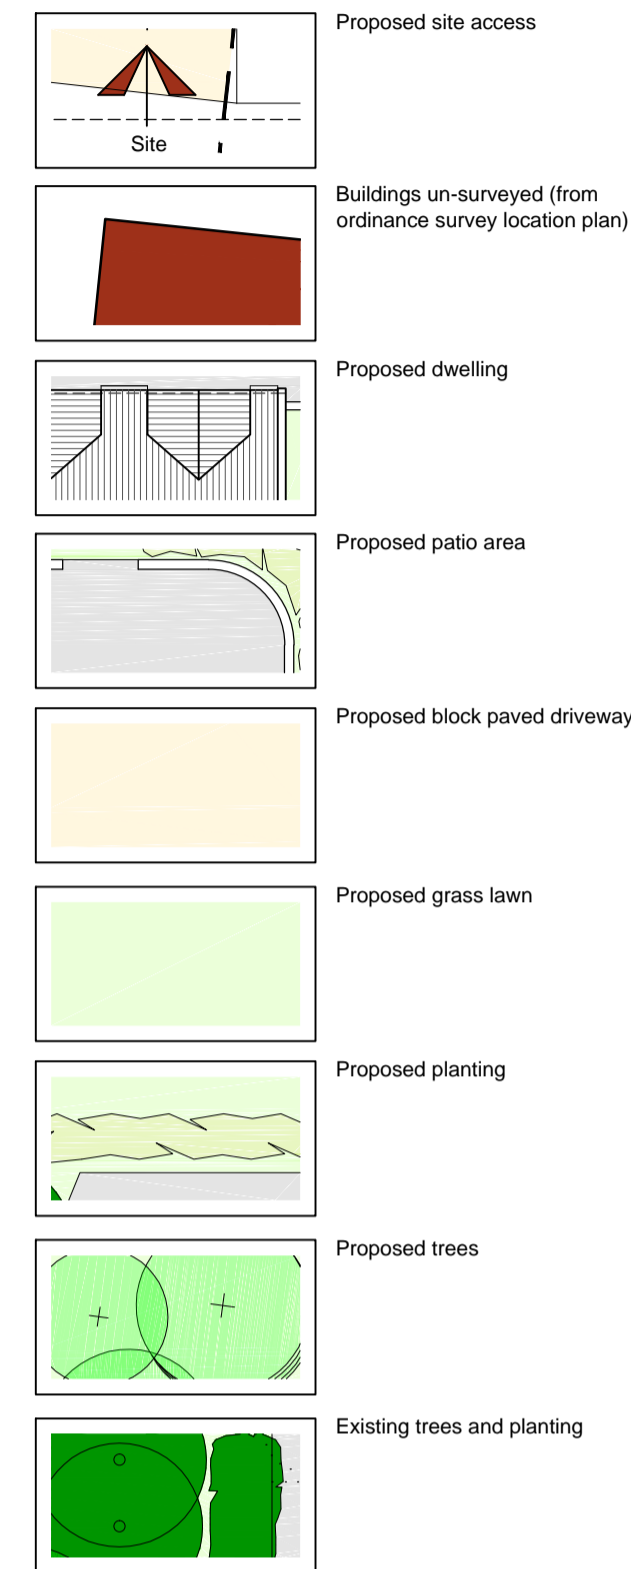 Proposed site access
Site
Buildings un-surveyed (from
ordinance survey location plan)
Proposed dwelling
Proposed patio area
Proposed block paved driveway
Proposed grass lawn
Proposed planting
Proposed trees
Existing trees and planting